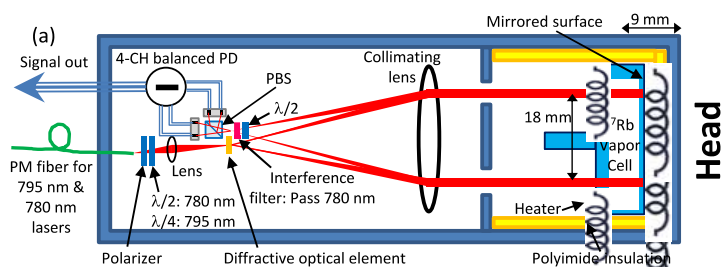 (a)
Signal out
4-CH balanced PD
PBS
λ/2
Collimating
lens
Mirrored surface
9 mm
18 mm
7Rb
Vapor
Cell
Head
PM fiber for
795 nm &
780 nm
lasers
Lens
λ/2: 780 nm
λ/4: 795 nm
Interference
filter: Pass 780 nm
Heater
Polarizer
Diffractive optical element
Polyimide Insulation